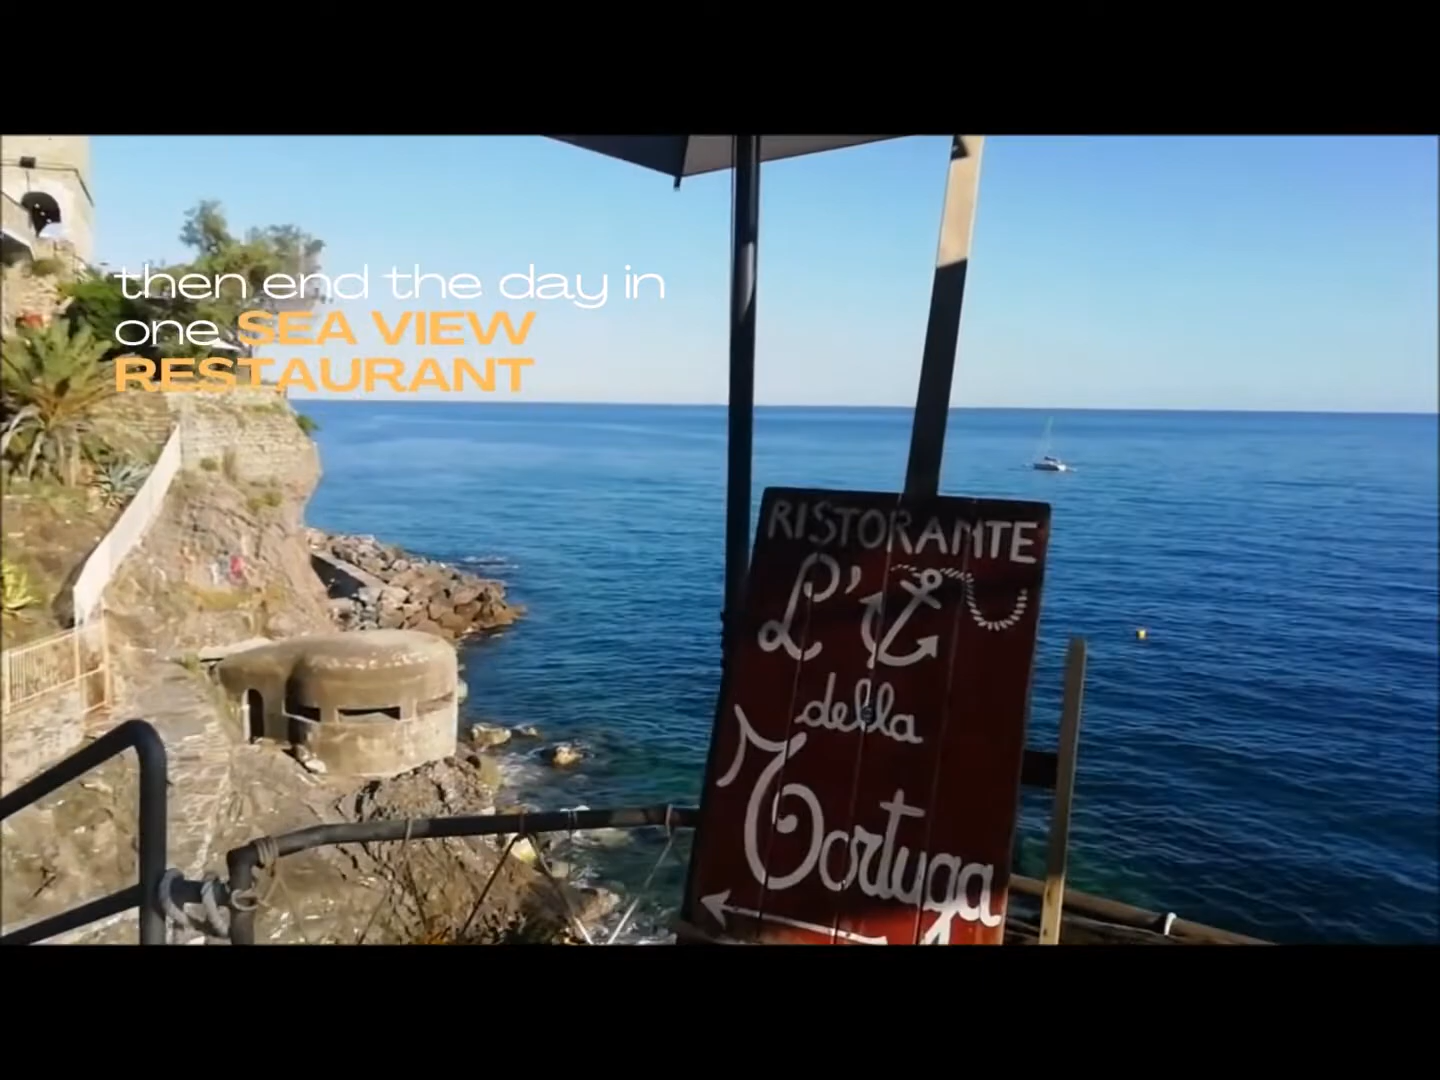 then end the day in
one SEA VIEW
RESTAURANT
RISTORANTE
L'
della
Tortuga